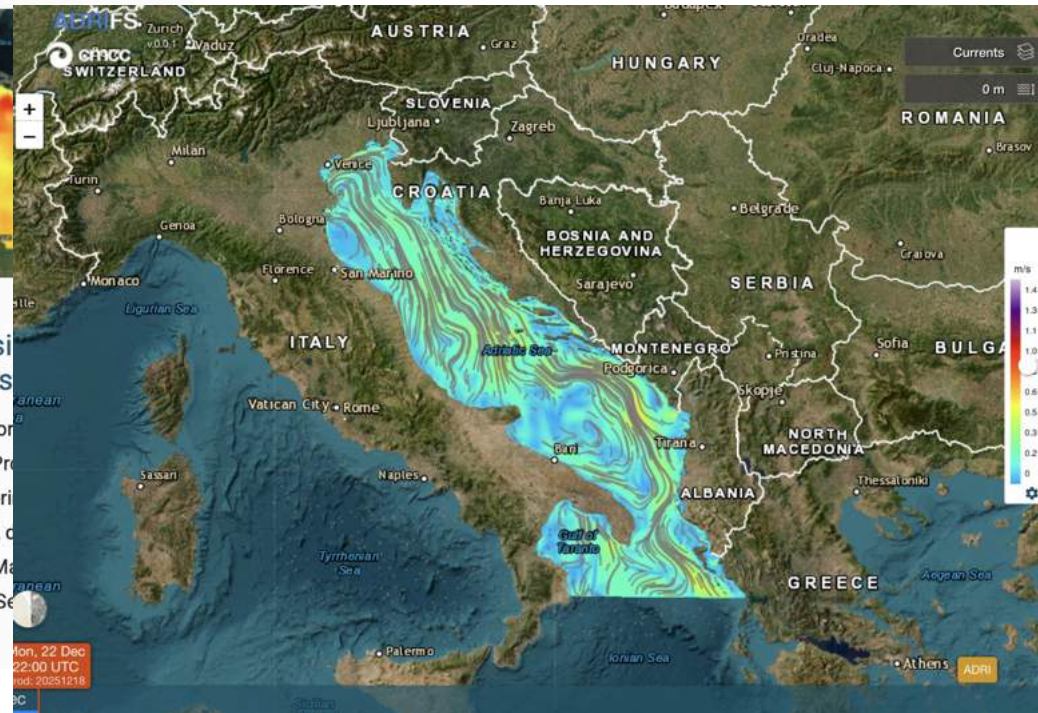 ADRIFS
v.0.0.1
cmcc
Zurich
Vaduz
SWITZERLAND
AUSTRIA
Graz
HUNGARY
Oradea
Cluj-Napoca
Currents
0 m
ROMANIA
Brasov
+
−
SLOVENIA
Ljubljana
Zagreb
Milan
Venice
Turin
CROATIA
Banja Luka
Belgrade
Bologna
Genoa
BOSNIA AND
HERZEGOVINA
Craiova
Florence
San Marino
Monaco
Sarajevo
SERBIA
Ligurian Sea
ITALY
Adriatic Sea
MONTENEGRO
Podgorica
Pristina
Sofia
BULGA
Skopje
Vatican City
Rome
Tirana
NORTH
MACEDONIA
Bari
Sassari
Naples
ALBANIA
Thessaloniki
Gulf of
Taranto
Tyrrhenian
Sea
GREECE
Aegean Sea
Palermo
Ionian Sea
Athens
ADRI
m/s
1.4
1.3
1.1
1.0
0.6
0.5
0.3
0.2
0
Mon, 22 Dec
22:00 UTC
prod: 20251218